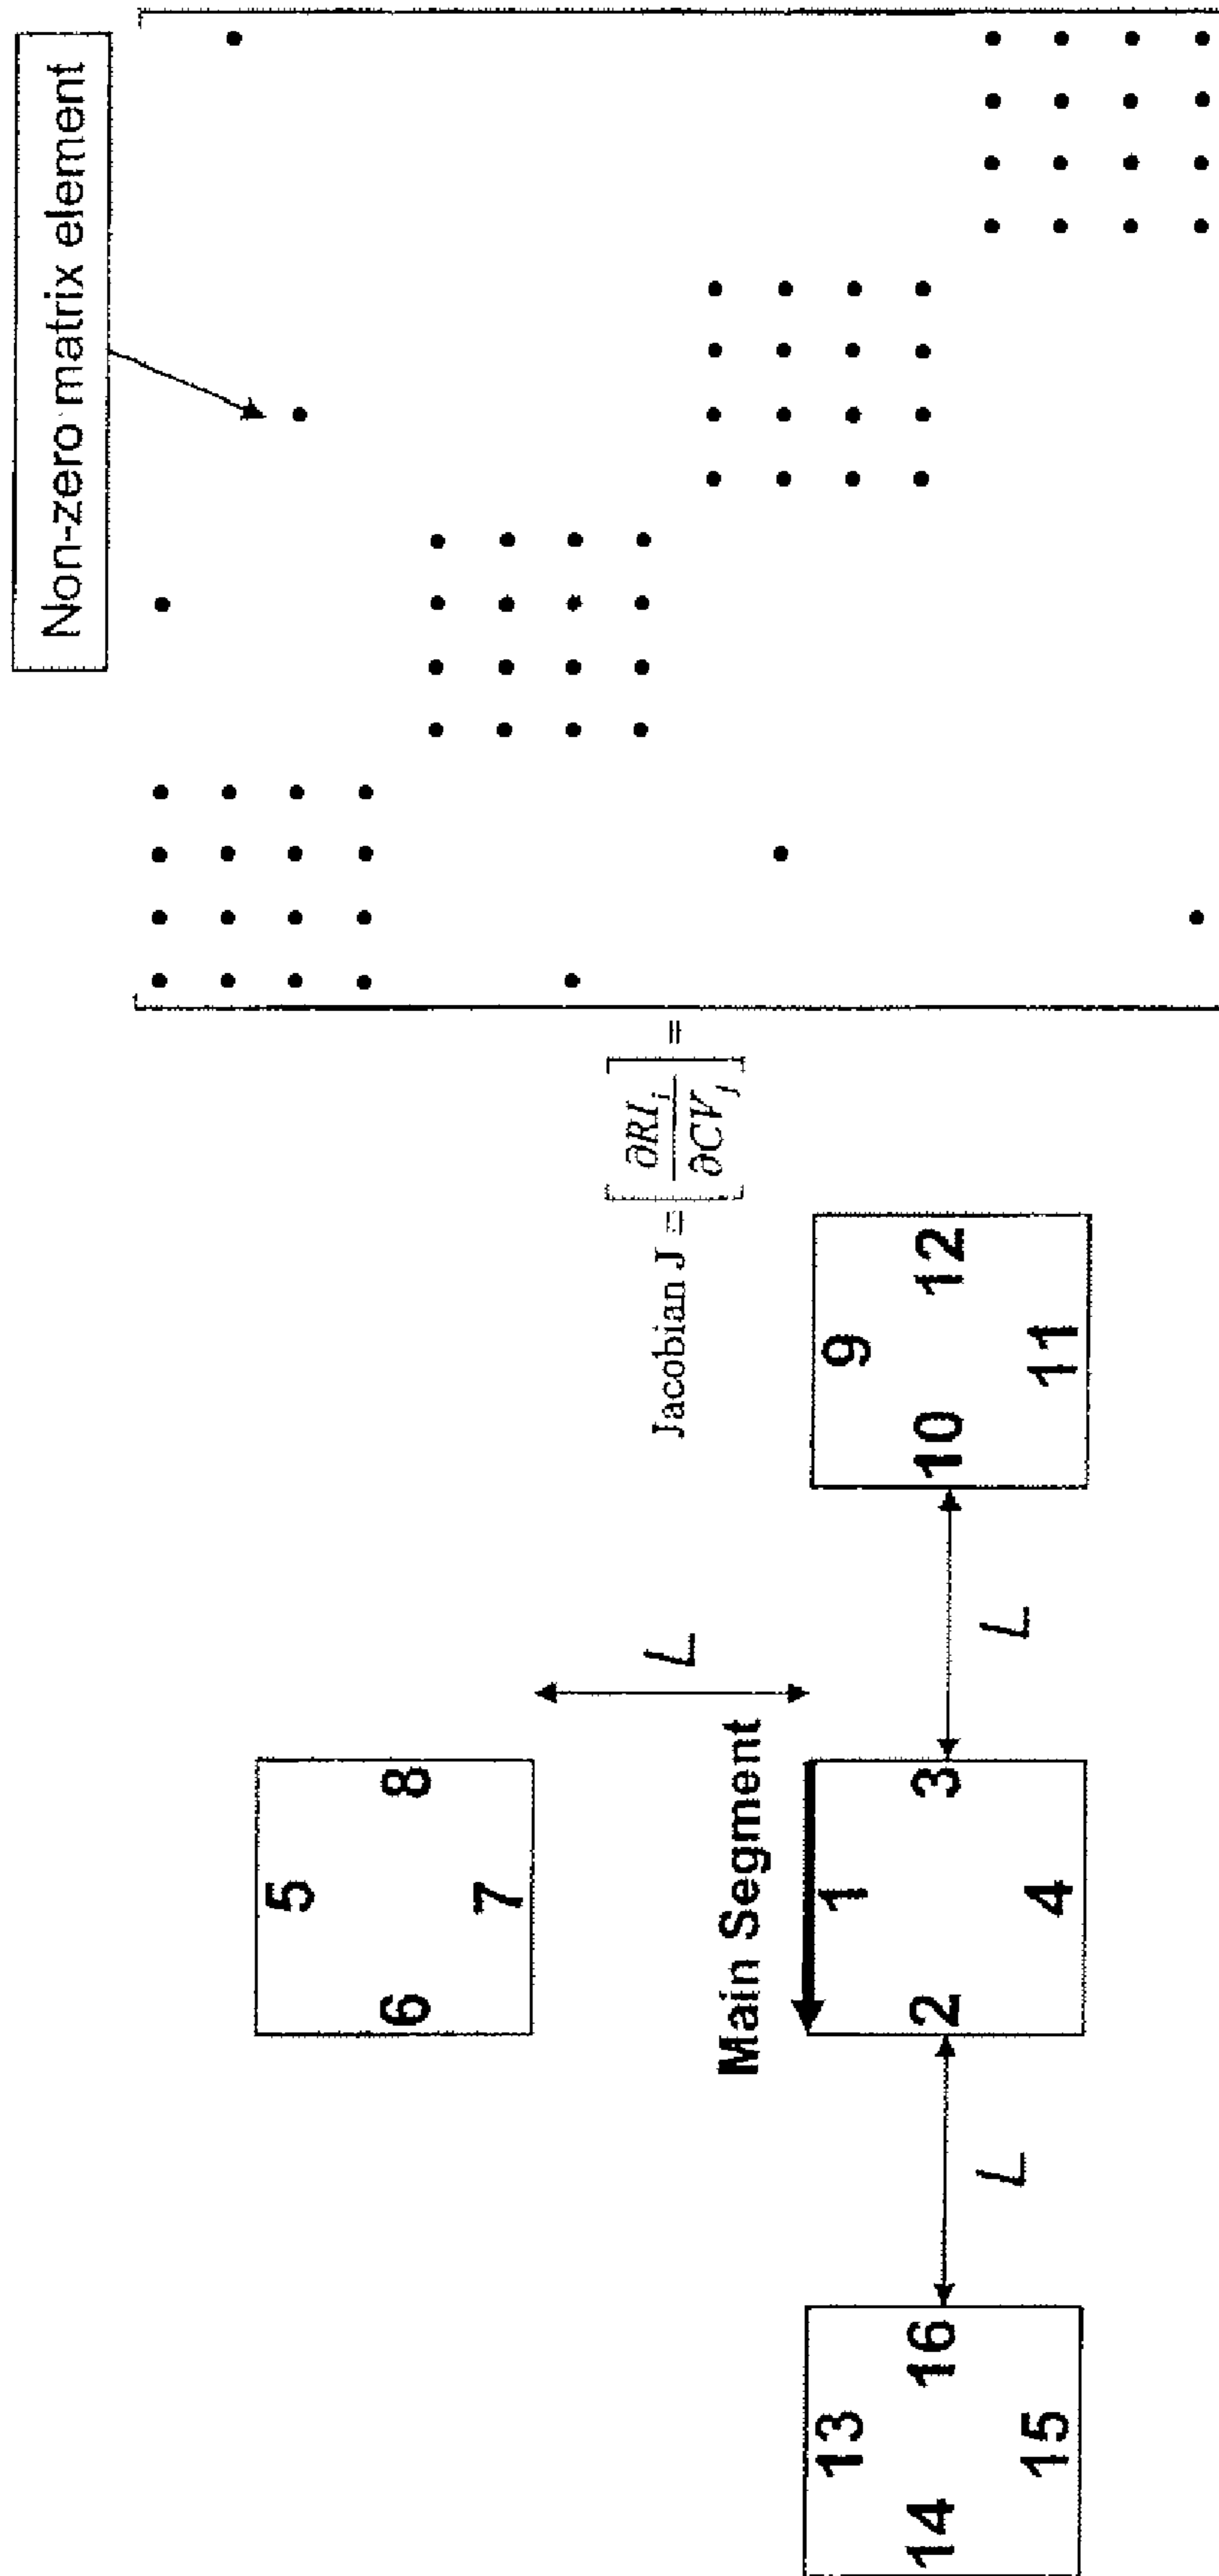 Non-zero matrix element
Jacobian J = [∂RI_i / ∂CV_j] =
5
6 8
7
L
Main Segment
1
2 3
4
L
L
9
10 12
11
13
14 16
15